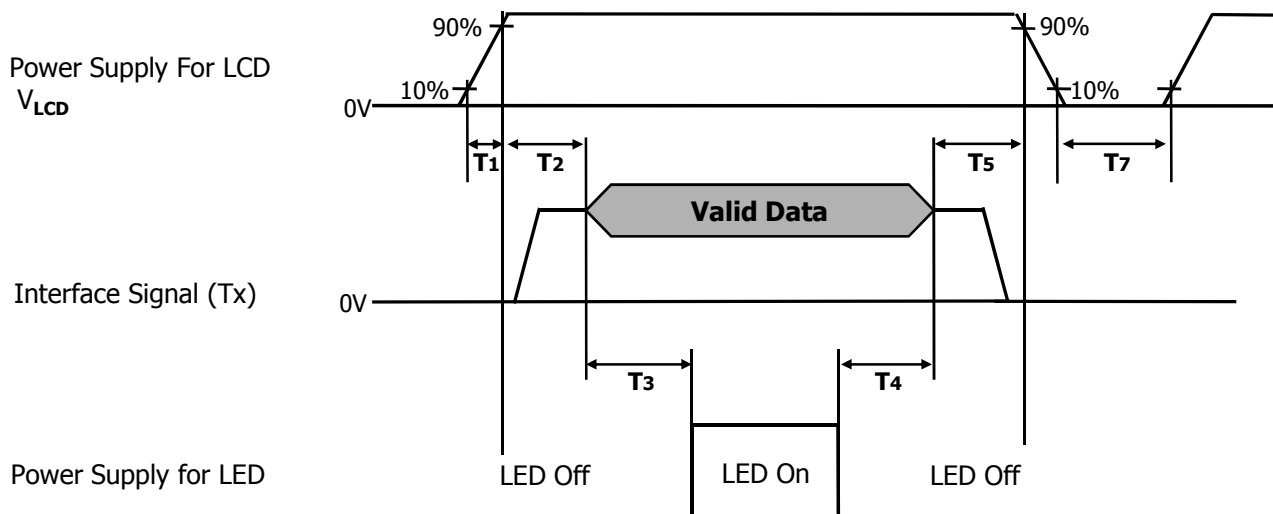 90%
90%
Power Supply For LCD
VLCD
10%
10%
0V
T1
T2
T5
T7
Valid Data
Interface Signal (Tx)
0V
T3
T4
Power Supply for LED
LED Off
LED On
LED Off